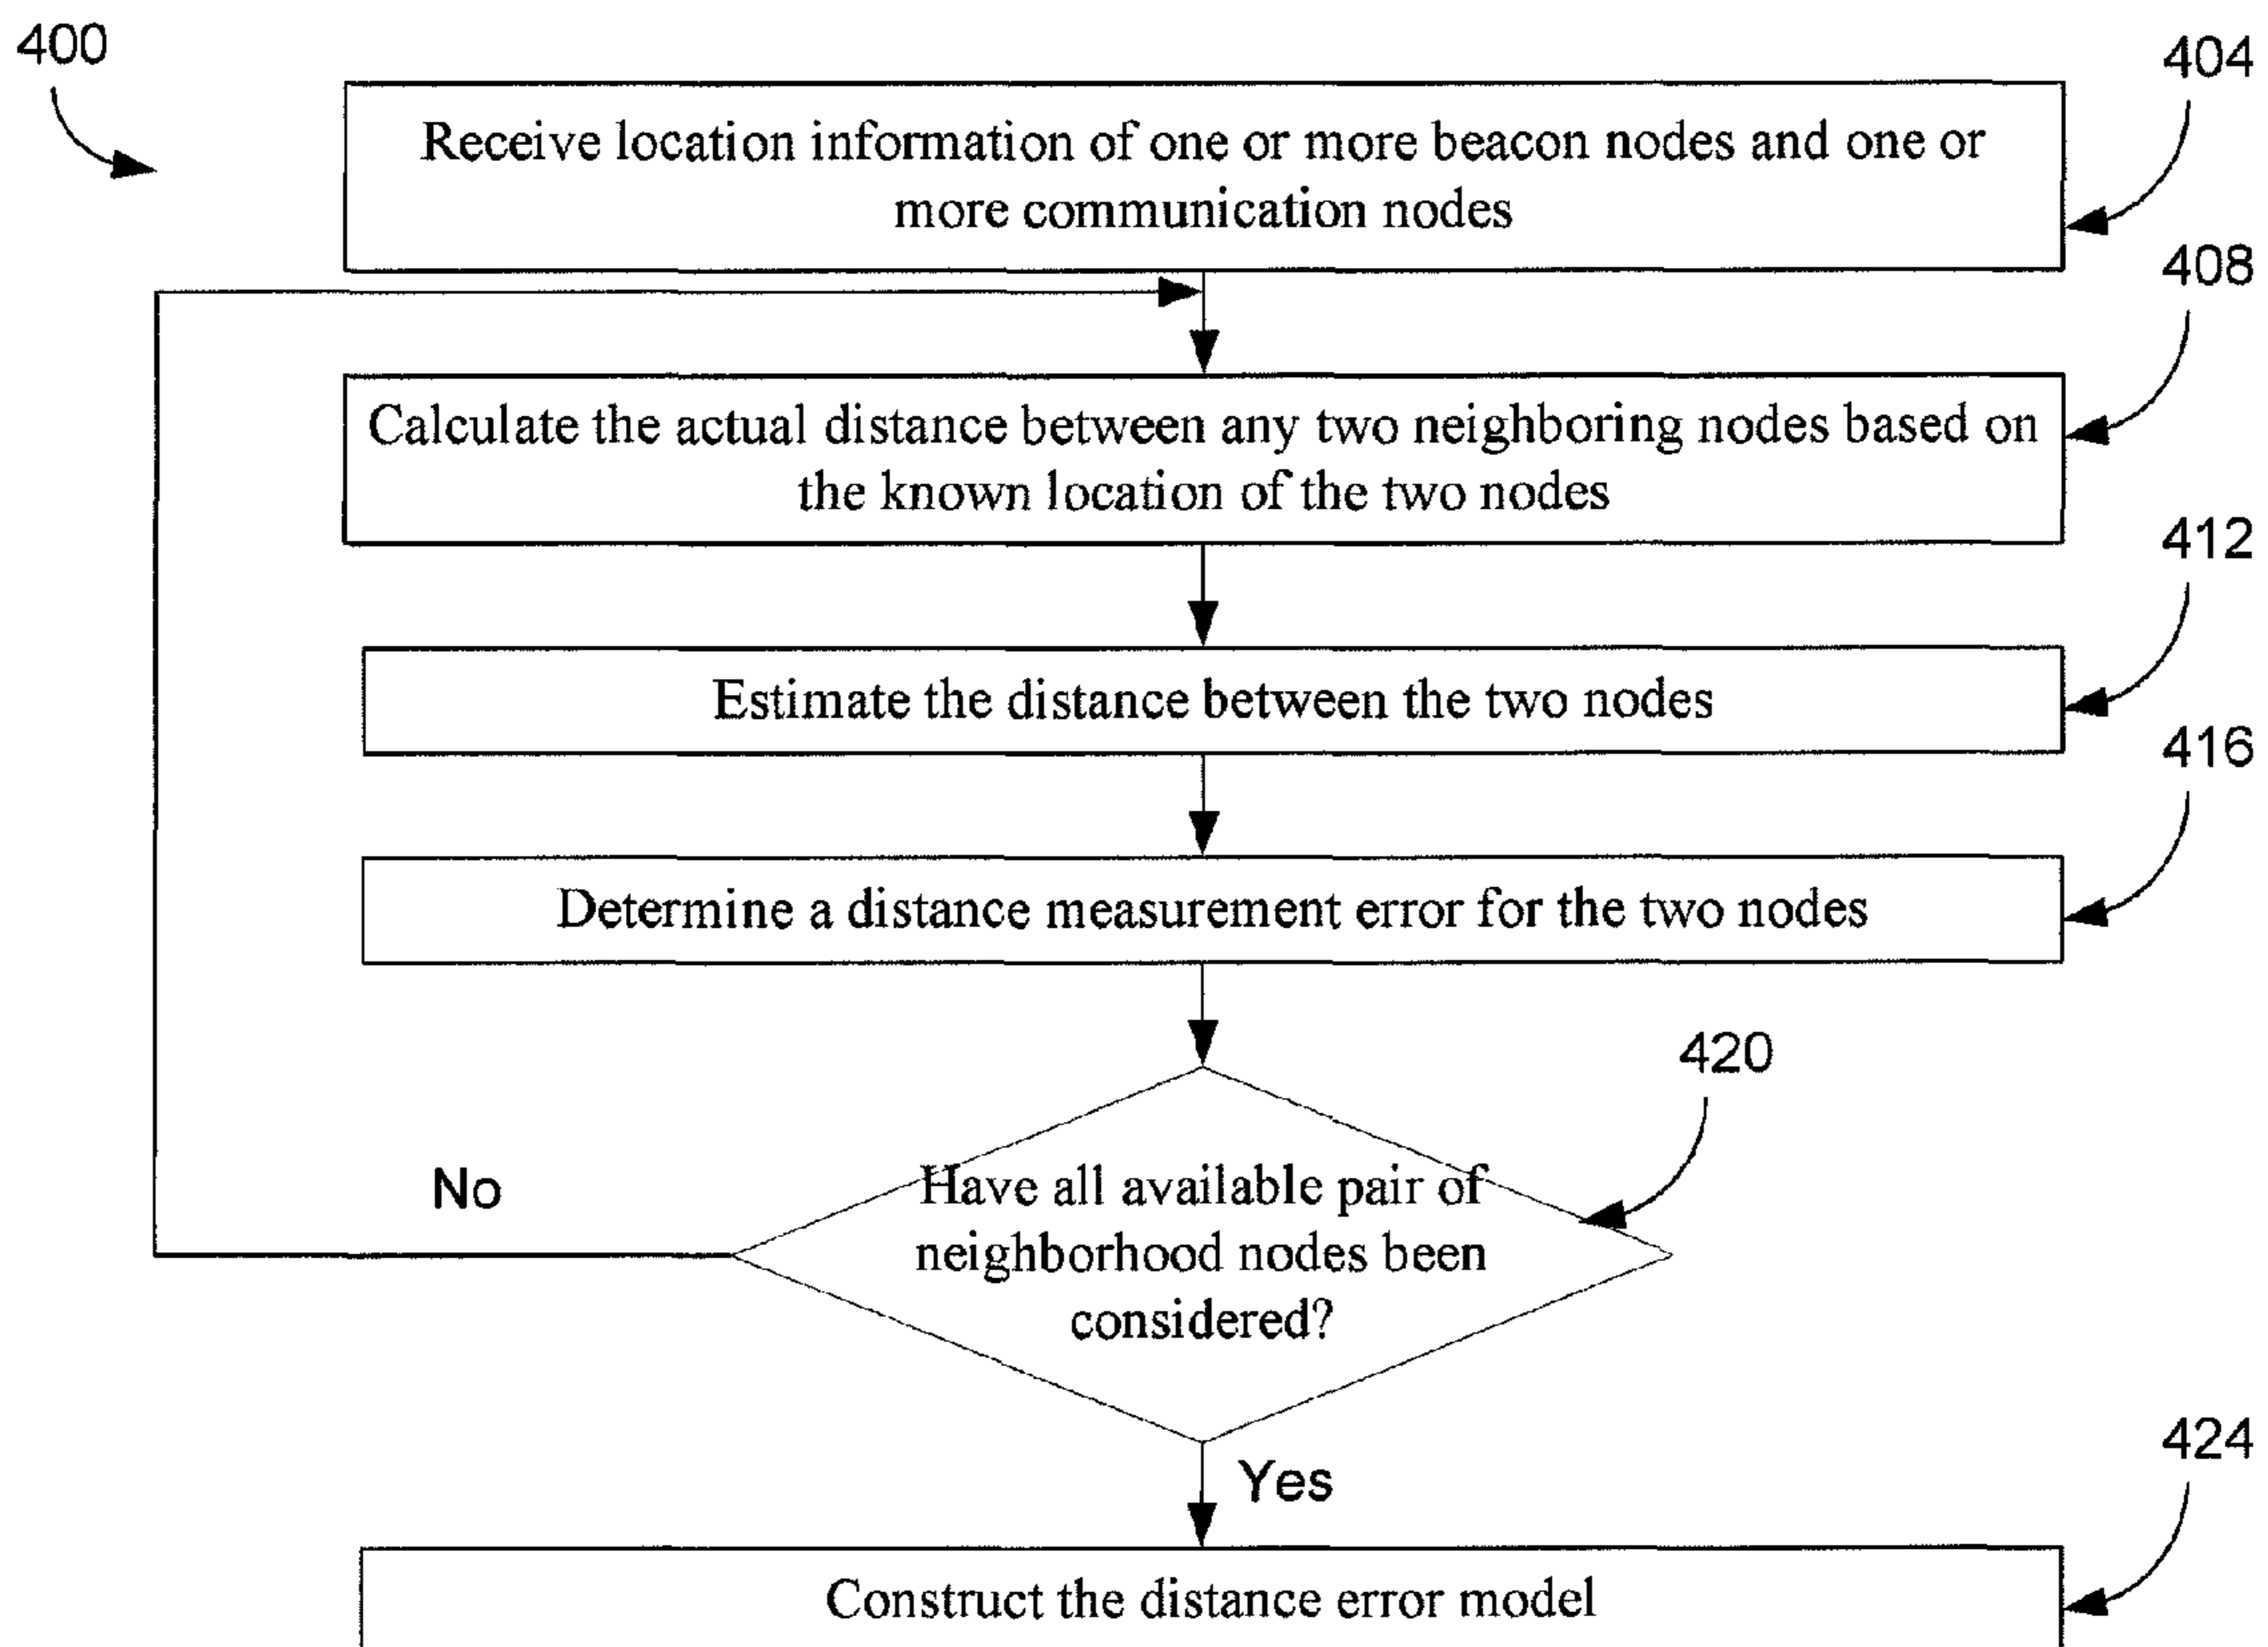 400
404
Receive location information of one or more beacon nodes and one or
more communication nodes
408
Calculate the actual distance between any two neighboring nodes based on
the known location of the two nodes
412
Estimate the distance between the two nodes
416
Determine a distance measurement error for the two nodes
420
Have all available pair of
neighborhood nodes been
considered?
No
Yes
424
Construct the distance error model